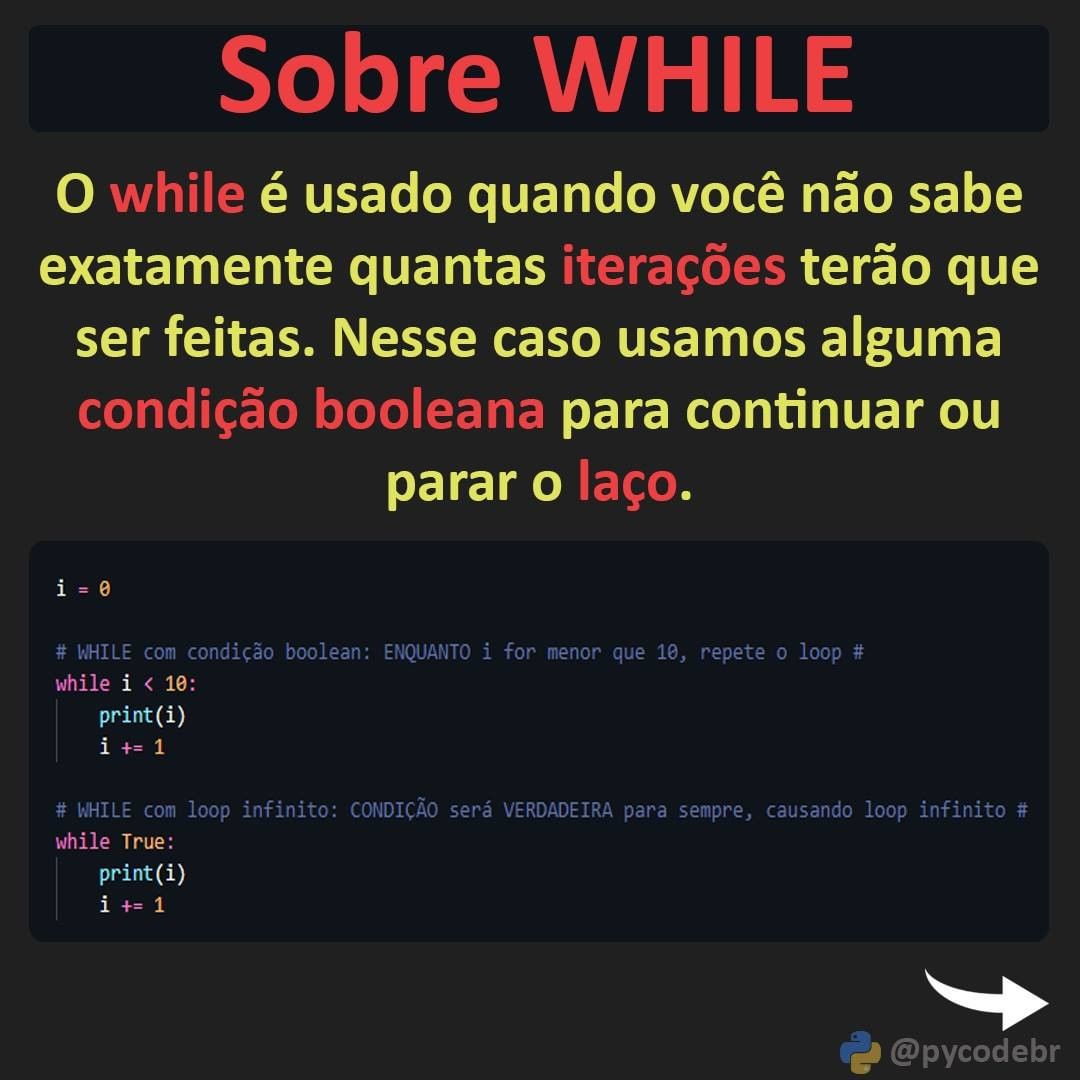 Sobre WHILE
O while é usado quando você não sabe
exatamente quantas iterações terão que
ser feitas. Nesse caso usamos alguma
condição booleana para continuar ou
parar o laço.
i = 0
# WHILE com condição boolean: ENQUANTO i for menor que 10, repete o loop #
while i < 10:
    print(i)
    i += 1
# WHILE com loop infinito: CONDIÇÃO será VERDADEIRA para sempre, causando loop infinito #
while True:
    print(i)
    i += 1
@pycodebr